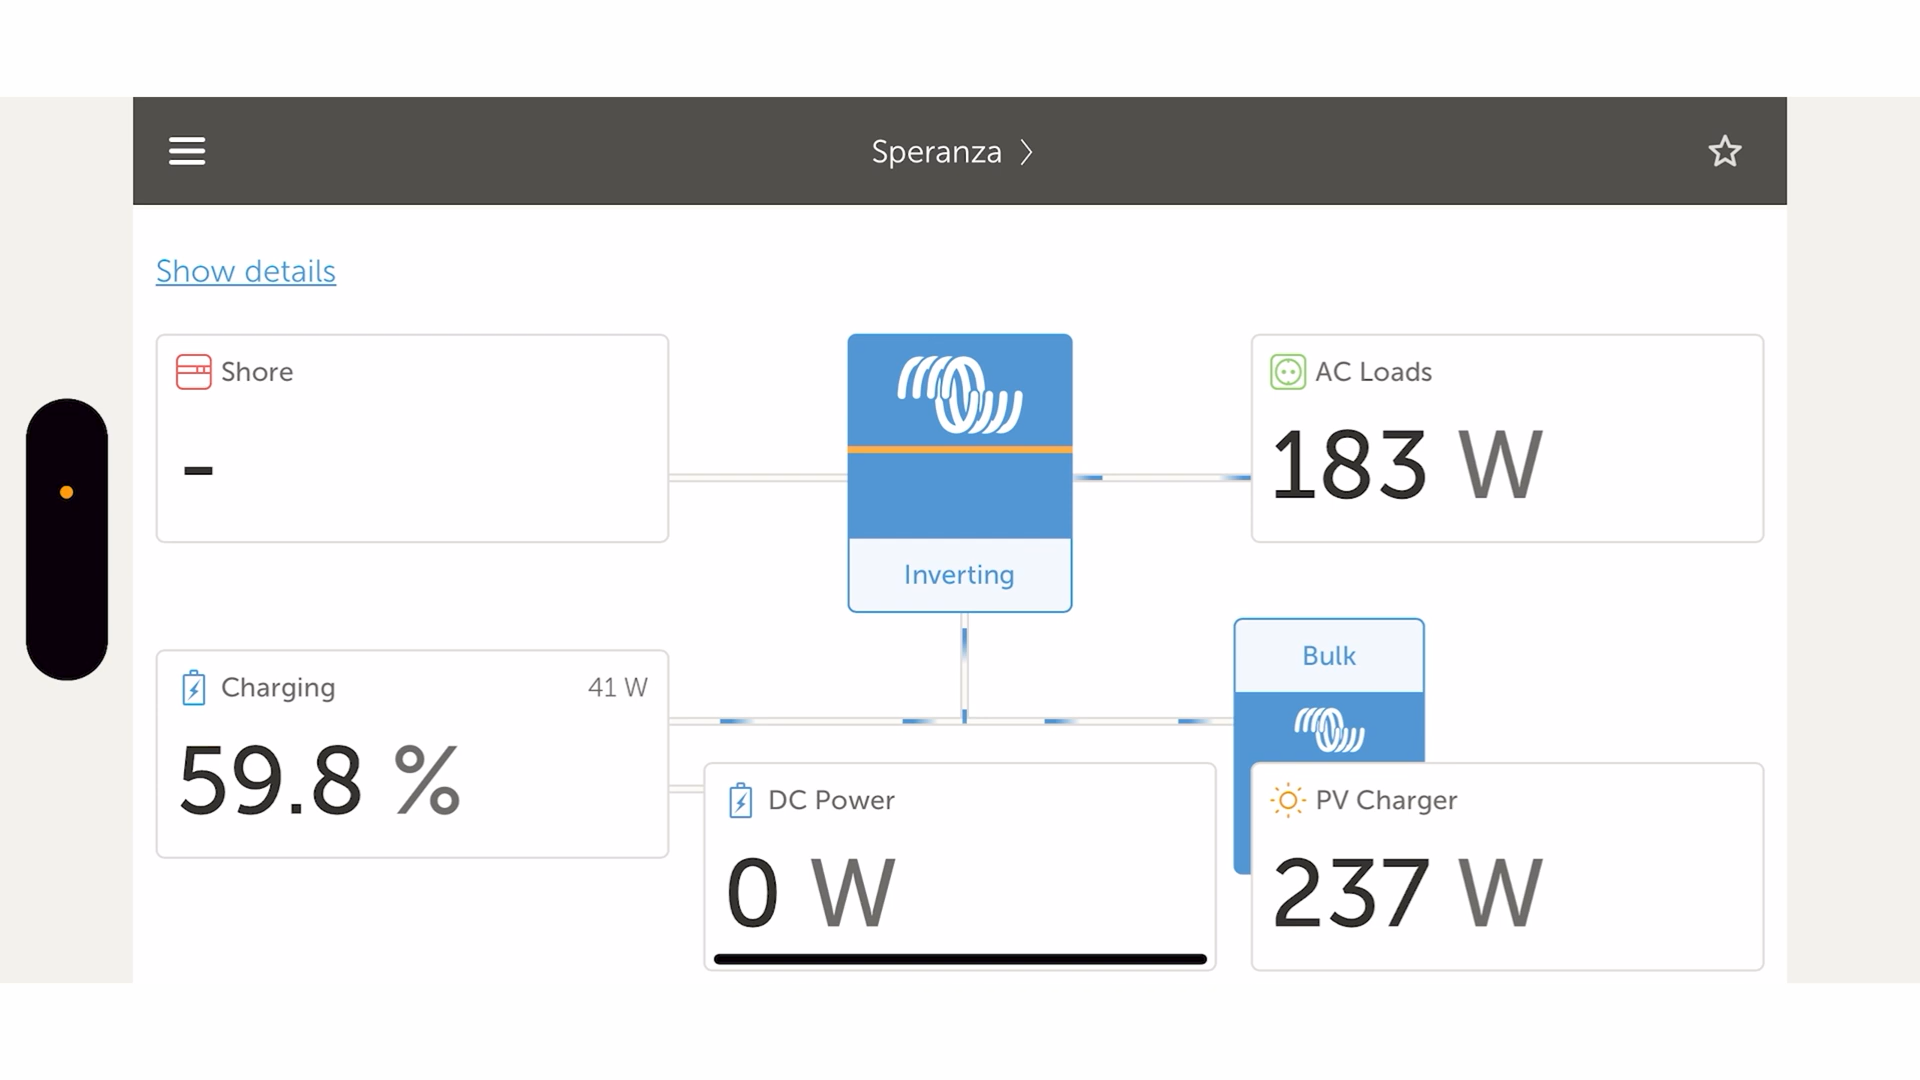 Speranza
Show details
Shore
-
Inverting
AC Loads
183 W
Charging 41 W
59.8 %
Bulk
DC Power
0 W
PV Charger
237 W